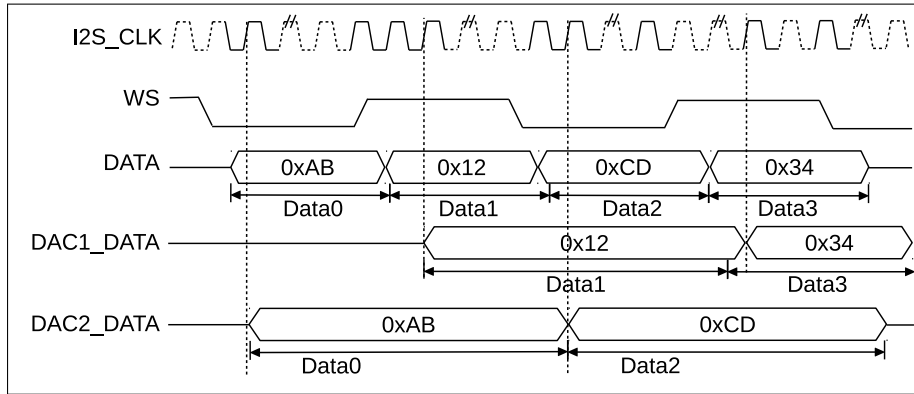 I2S_CLK
WS
DATA 0xAB 0x12 0xCD 0x34
Data0 Data1 Data2 Data3
DAC1_DATA 0x12 0x34
Data1 Data3
DAC2_DATA 0xAB 0xCD
Data0 Data2